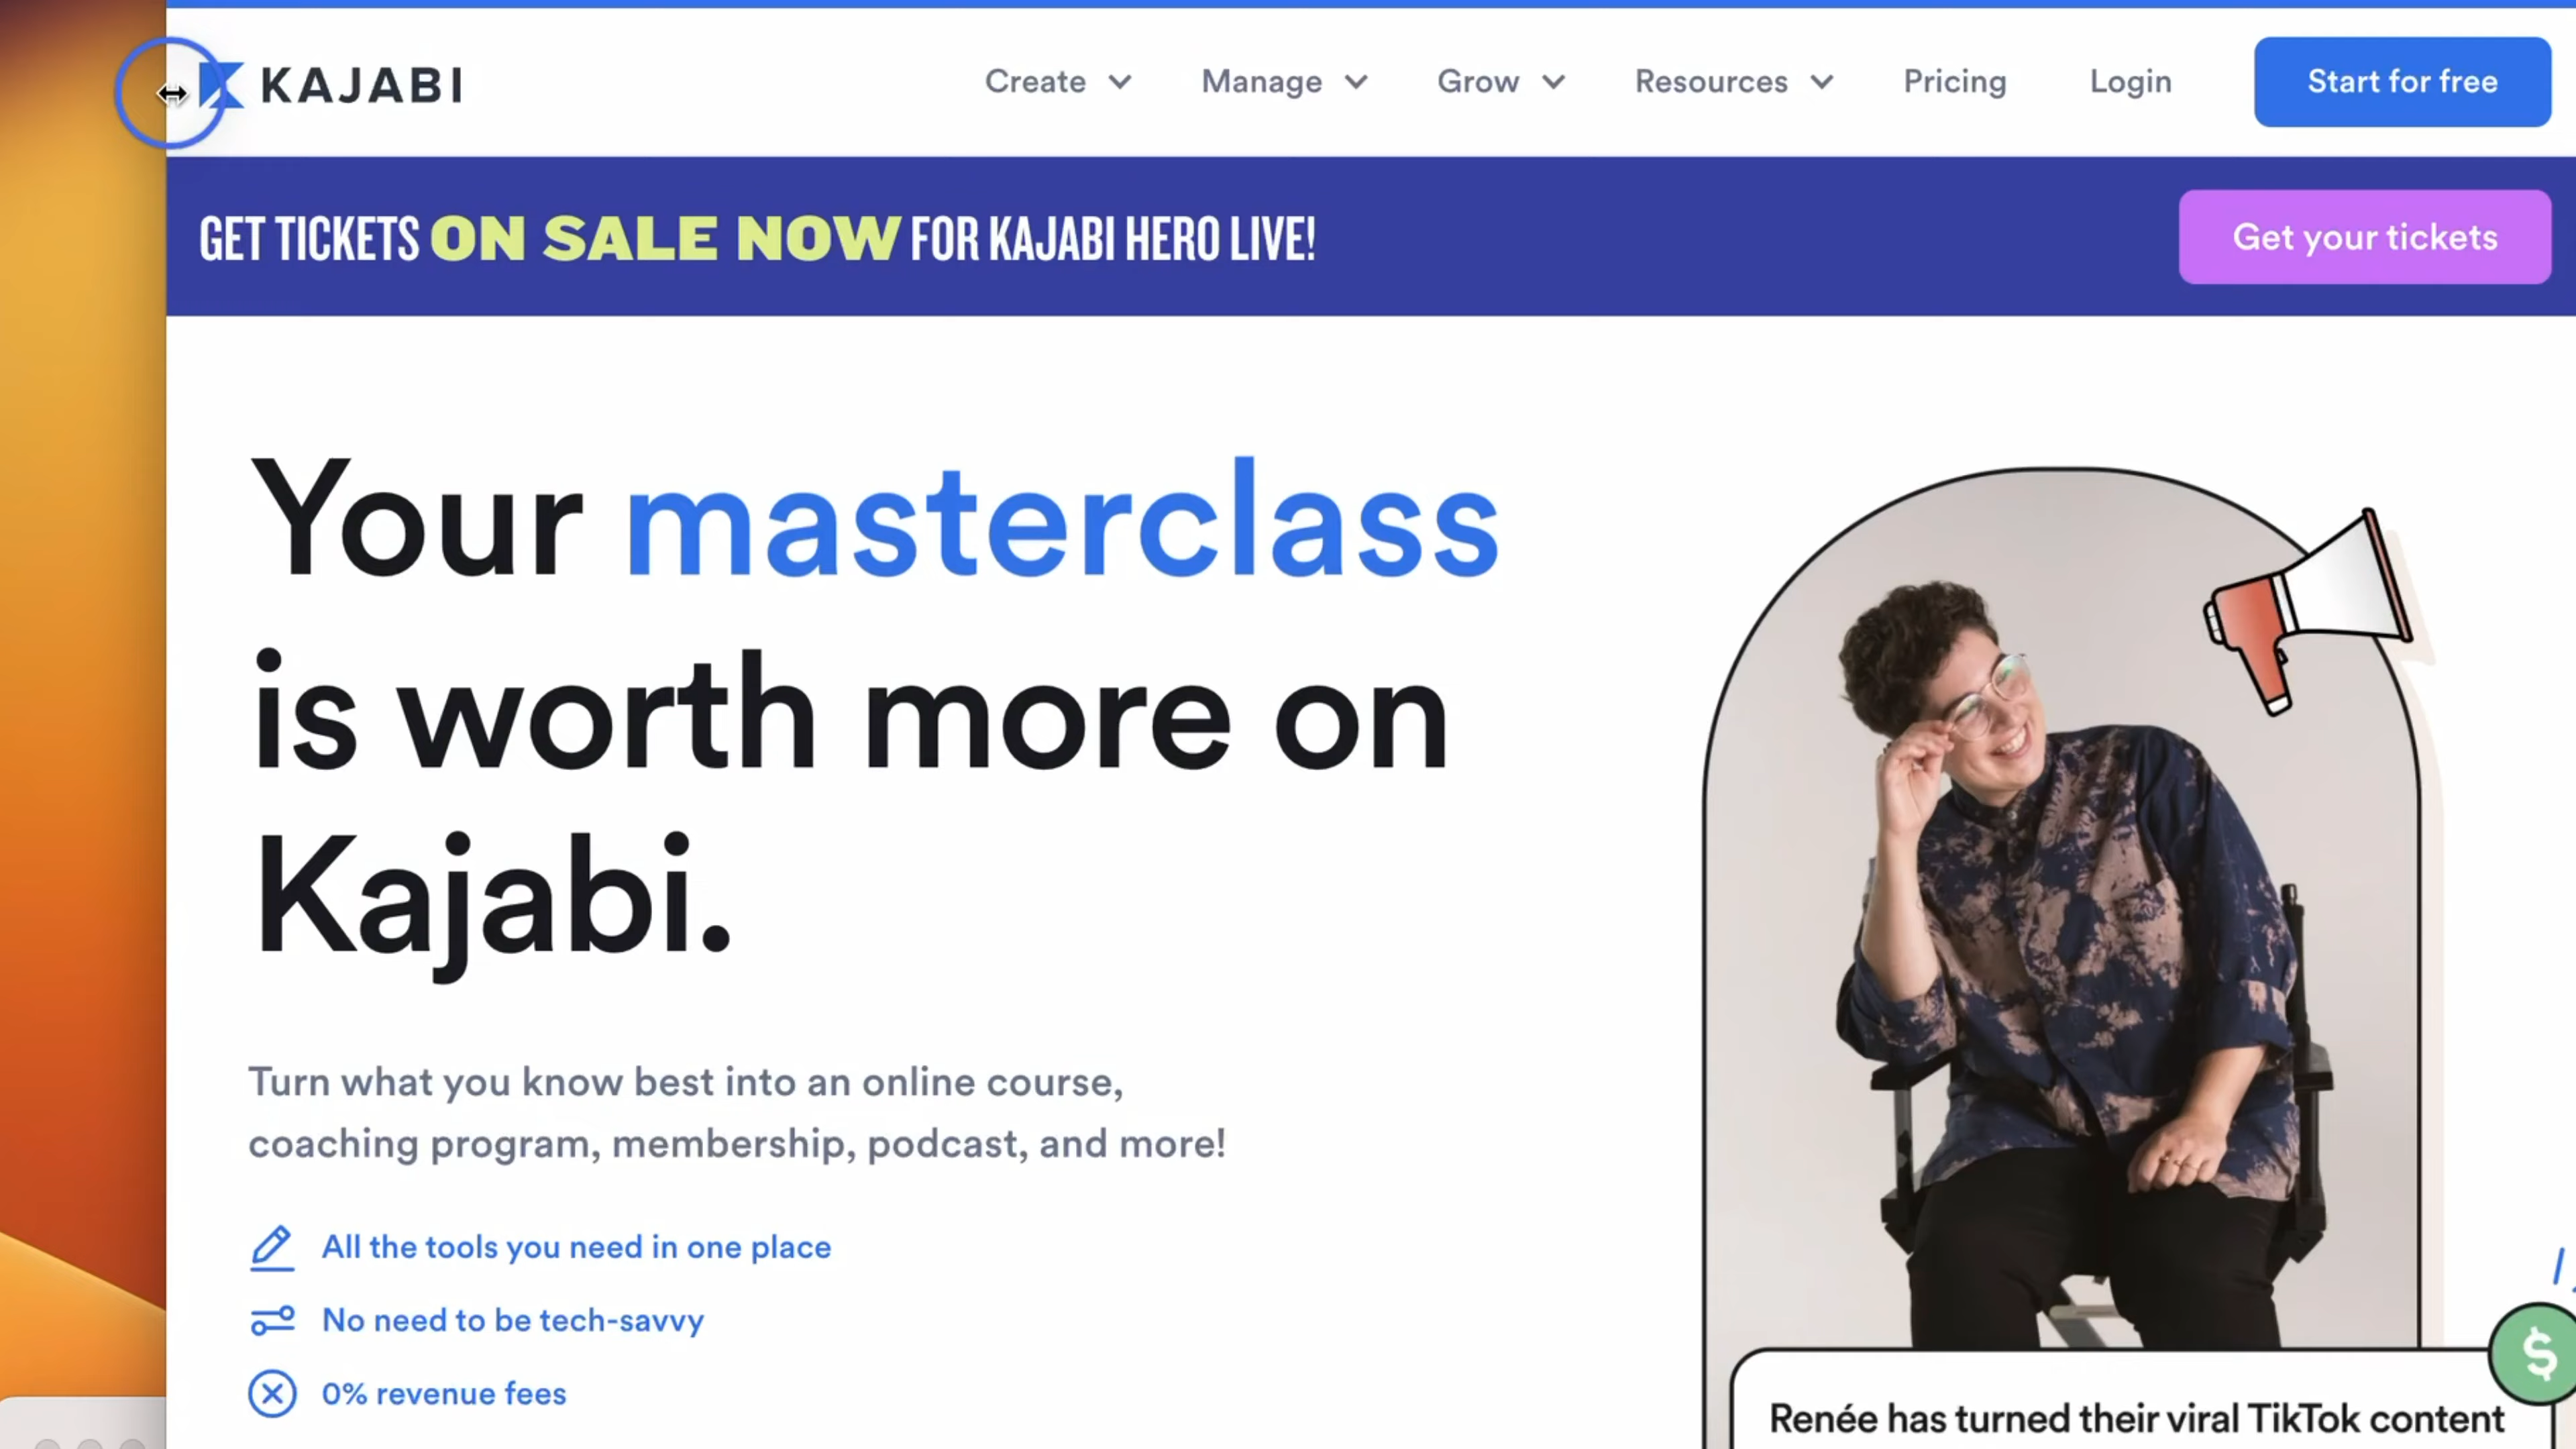 KAJABI
Create Manage Grow Resources Pricing Login Start for free
GET TICKETS ON SALE NOW FOR KAJABI HERO LIVE!
Get your tickets
Your masterclass
is worth more on
Kajabi.
Turn what you know best into an online course,
coaching program, membership, podcast, and more!
All the tools you need in one place
No need to be tech-savvy
0% revenue fees
$
Renée has turned their viral TikTok content